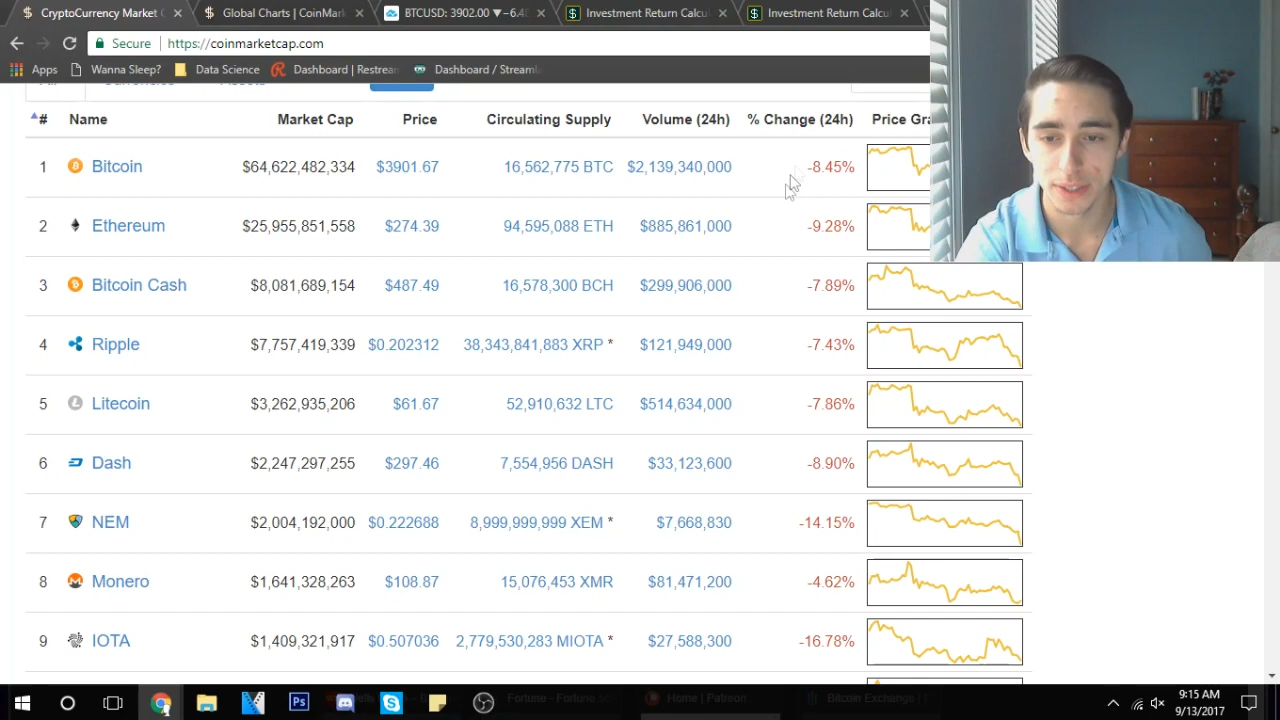 CryptoCurrency Market C
Global Charts | CoinMark
BTCUSD: 3902.00 ▼−6.4
Investment Return Calcu
Investment Return Calcu
Secure
https://coinmarketcap.com
Apps
Wanna Sleep?
Data Science
Dashboard | Restrea
Dashboard / Streaml
# Name Market Cap Price Circulating Supply Volume (24h) % Change (24h) Price Gra
1 Bitcoin $64,622,482,334 $3901.67 16,562,775 BTC $2,139,340,000 -8.45%
2 Ethereum $25,955,851,558 $274.39 94,595,088 ETH $885,861,000 -9.28%
3 Bitcoin Cash $8,081,689,154 $487.49 16,578,300 BCH $299,906,000 -7.89%
4 Ripple $7,757,419,339 $0.202312 38,343,841,883 XRP * $121,949,000 -7.43%
5 Litecoin $3,262,935,206 $61.67 52,910,632 LTC $514,634,000 -7.86%
6 Dash $2,247,297,255 $297.46 7,554,956 DASH $33,123,600 -8.90%
7 NEM $2,004,192,000 $0.222688 8,999,999,999 XEM * $7,668,830 -14.15%
8 Monero $1,641,328,263 $108.87 15,076,453 XMR $81,471,200 -4.62%
9 IOTA $1,409,321,917 $0.507036 2,779,530,283 MIOTA * $27,588,300 -16.78%
Fortune - Fortune
Home | Patreon
Bitcoin Exchange |
Ps
9:15 AM
9/13/2017